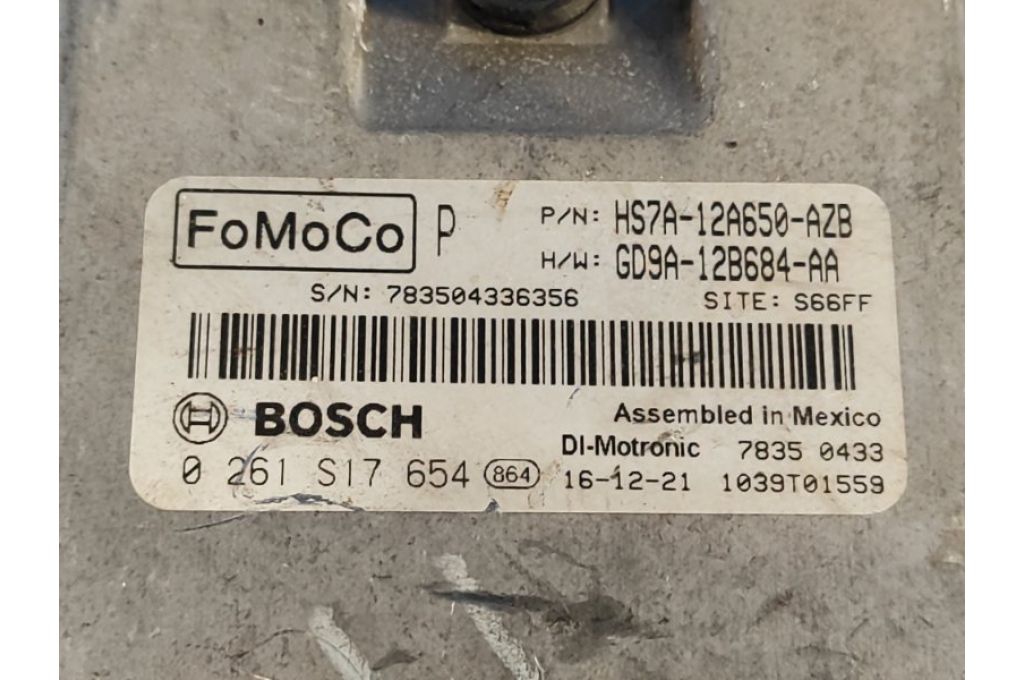 FoMoCo P P/N: HS7A-12A650-AZB
H/W: GD9A-12B684-AA
S/N: 783504336356 SITE: S66FF
BOSCH Assembled in Mexico
DI-Motronic 7835 0433
0 261 S17 654 864 16-12-21 1039T01559